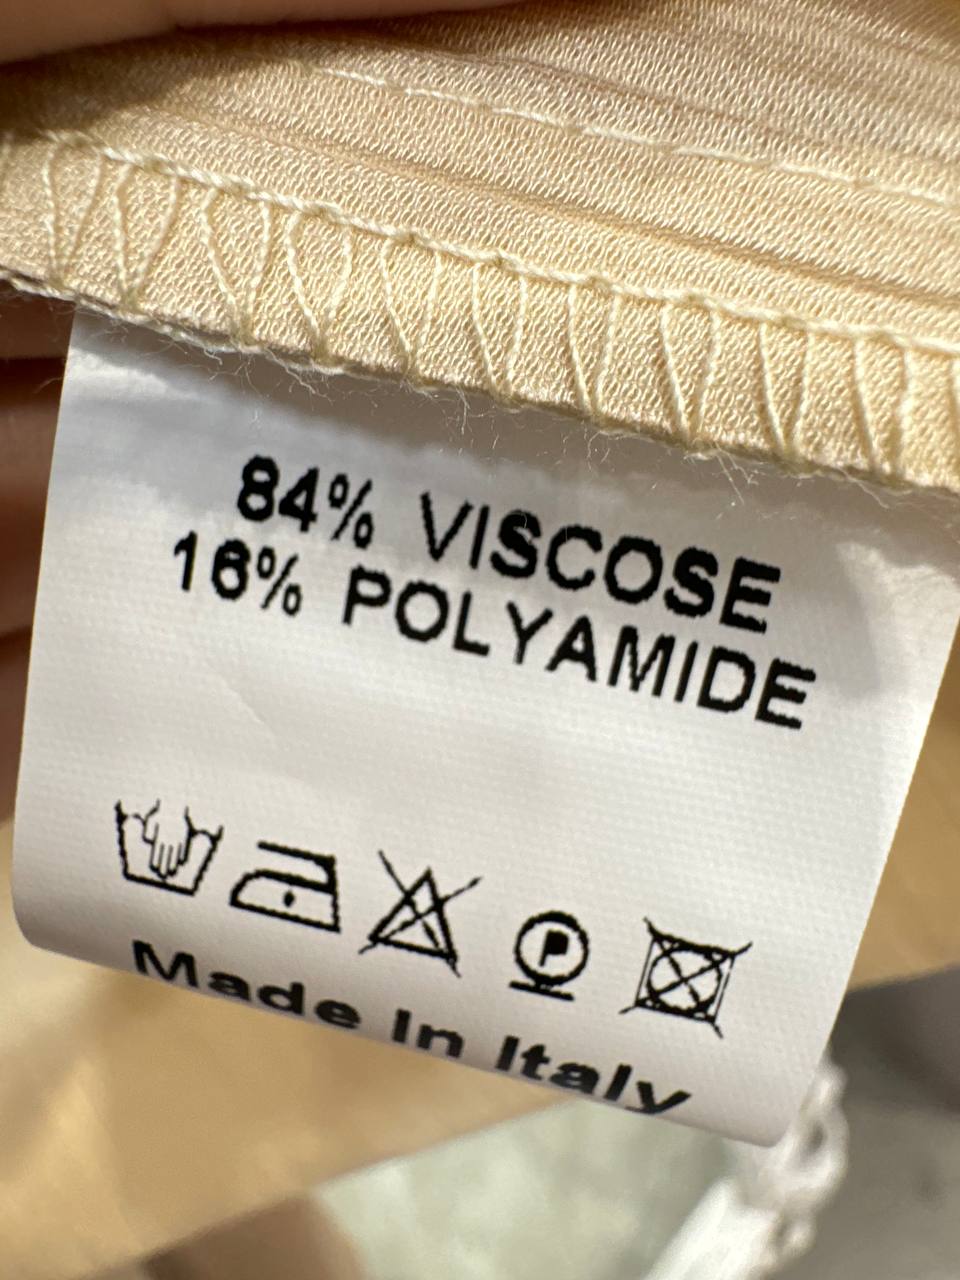 84% VISCOSE
16% POLYAMIDE
P
Made In Italy